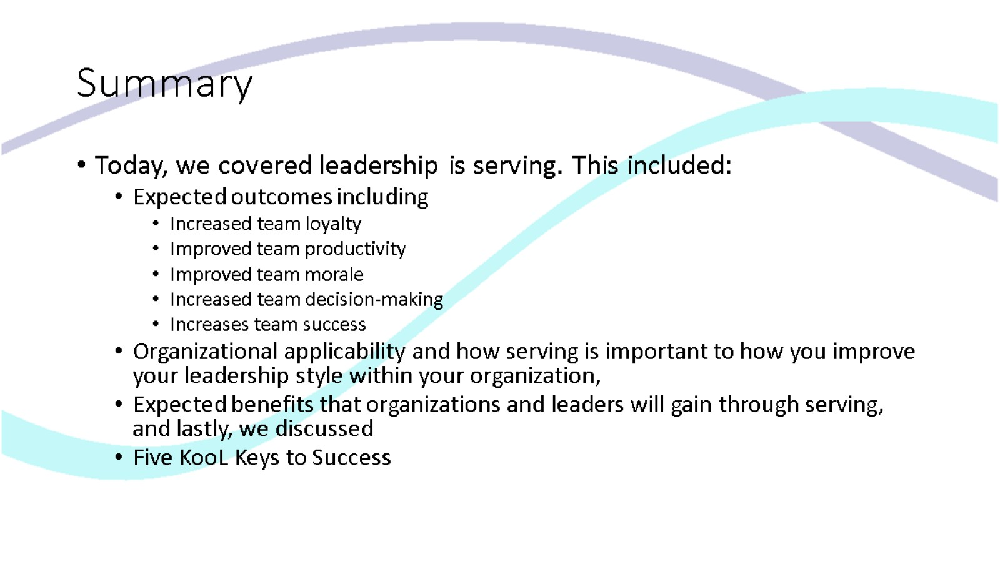 Summary
• Today, we covered leadership is serving. This included:
• Expected outcomes including
• Increased team loyalty
• Improved team productivity
• Improved team morale
• Increased team decision-making
• Increases team success
• Organizational applicability and how serving is important to how you improve
your leadership style within your organization,
• Expected benefits that organizations and leaders will gain through serving,
and lastly, we discussed
• Five KooL Keys to Success